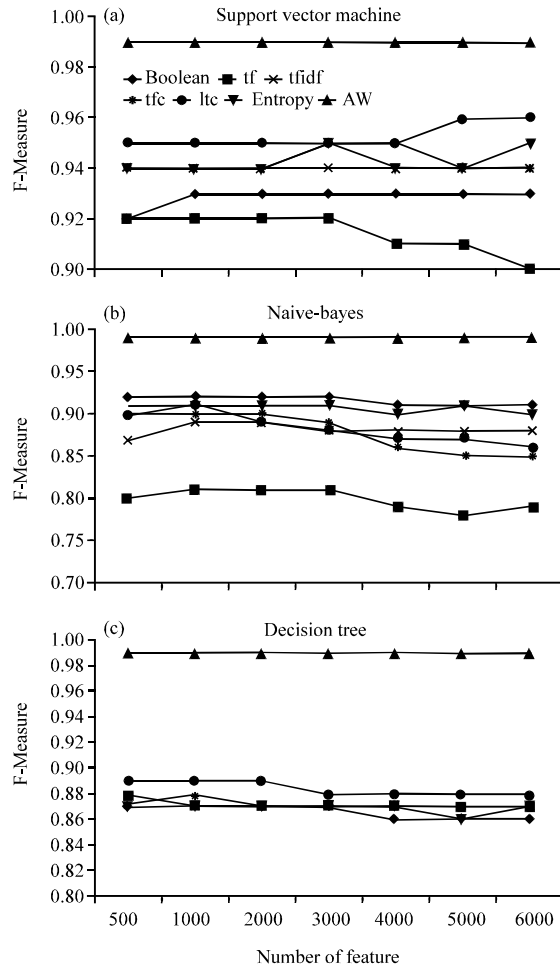 (a) Support vector machine
1.00
0.98
0.96
0.94
0.92
0.90
F-Measure
Boolean tf tfidf
tfc ltc Entropy AW
(b) Naive-bayes
1.00
0.95
0.90
0.85
0.80
0.70
F-Measure
(c) Decision tree
1.00
0.98
0.96
0.94
0.92
0.90
0.88
0.86
0.84
0.82
0.80
F-Measure
500 1000 2000 3000 4000 5000 6000
Number of feature